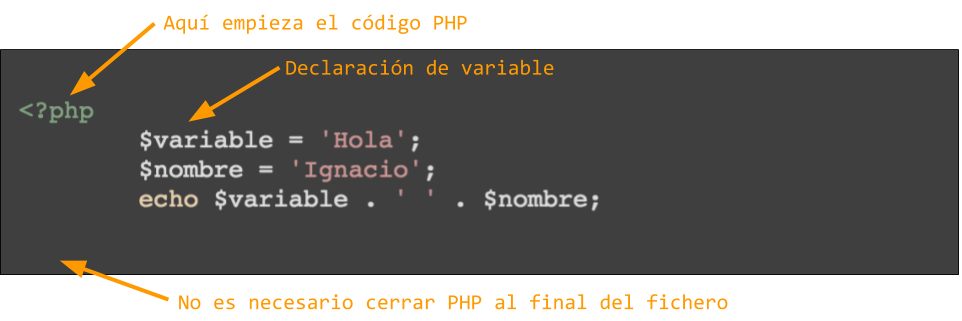 Aquí empieza el código PHP
Declaración de variable
<?php
$variable = 'Hola';
$nombre = 'Ignacio';
echo $variable . ' ' . $nombre;
No es necesario cerrar PHP al final del fichero